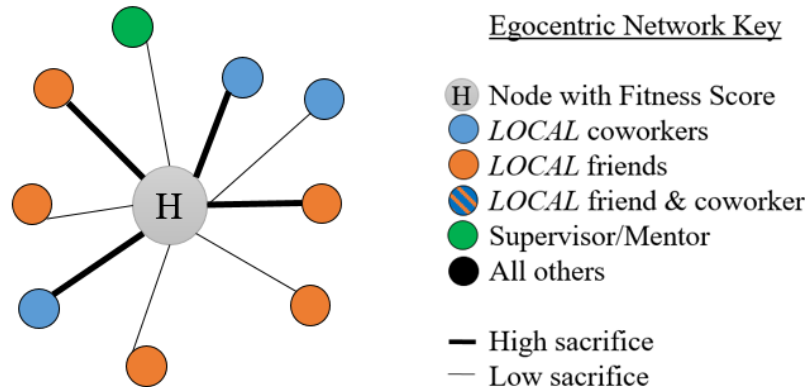 Egocentric Network Key
H Node with Fitness Score
LOCAL coworkers
LOCAL friends
H
LOCAL friend & coworker
Supervisor/Mentor
All others
High sacrifice
Low sacrifice